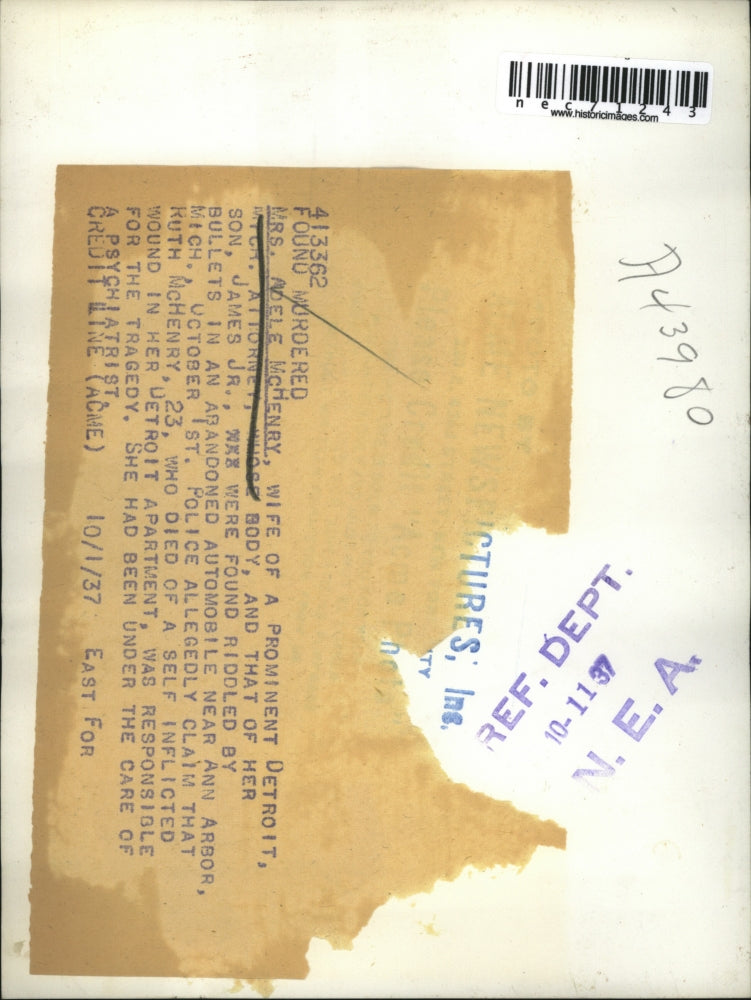 nec71243
www.historicimages.com
A43980
413362
FOUND MURDERED
MRS. ADELE MCHENRY, WIFE OF A PROMINENT DETROIT,
MICH. ATTORNEY, WHOSE BODY, AND THAT OF HER
SON, JAMES JR., WERE FOUND RIDDLED BY
BULLETS IN AN ABANDONED AUTOMOBILE NEAR ANN ARBOR,
MICH., OCTOBER 1ST. POLICE ALLEGEDLY CLAIM THAT
RUTH MCHENRY, 23, WHO DIED OF A SELF INFLICTED
WOUND IN HER DETROIT APARTMENT, WAS RESPONSIBLE
FOR THE TRAGEDY. SHE HAD BEEN UNDER THE CARE OF
A PSYCHIATRIST.
CREDIT LINE (ACME) 10/1/37 EAST FOR
CTURES, Inc.
TY
REF. DEPT.
10-11 37
N. E. A.